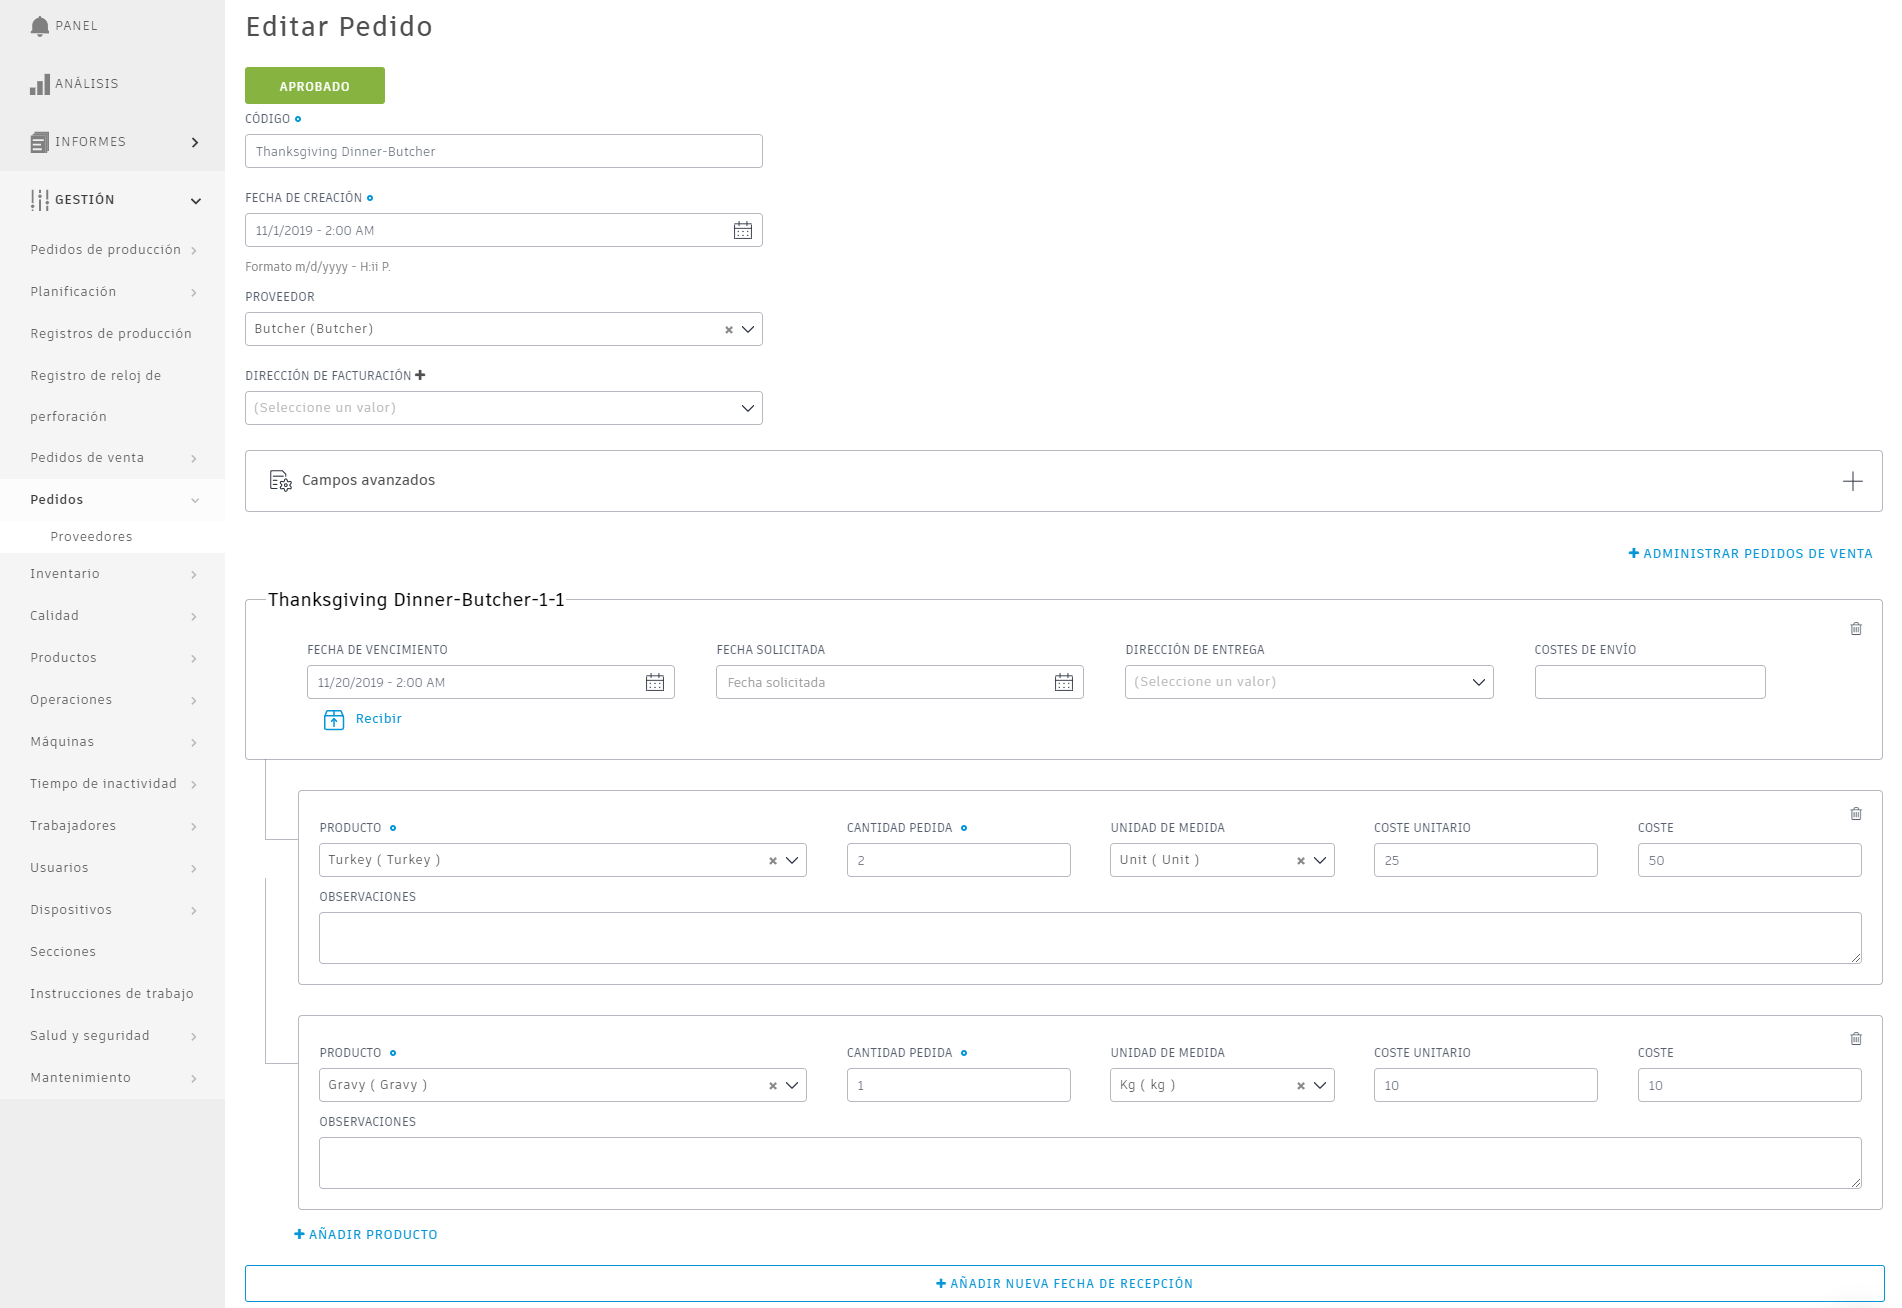 PANEL
ANÁLISIS
INFORMES
GESTIÓN
Pedidos de producción
Planificación
Registros de producción
Registro de reloj de
perforación
Pedidos de venta
Pedidos
Proveedores
Inventario
Calidad
Productos
Operaciones
Máquinas
Tiempo de inactividad
Trabajadores
Usuarios
Dispositivos
Secciones
Instrucciones de trabajo
Salud y seguridad
Mantenimiento
Editar Pedido
APROBADO
CÓDIGO
Thanksgiving Dinner-Butcher
FECHA DE CREACIÓN
11/1/2019 - 2:00 AM
Formato m/d/yyyy - H:ii P.
PROVEEDOR
Butcher (Butcher)
DIRECCIÓN DE FACTURACIÓN
(Seleccione un valor)
Campos avanzados
ADMINISTRAR PEDIDOS DE VENTA
Thanksgiving Dinner-Butcher-1-1
FECHA DE VENCIMIENTO FECHA SOLICITADA DIRECCIÓN DE ENTREGA COSTES DE ENVÍO
11/20/2019 - 2:00 AM Fecha solicitada (Seleccione un valor)
Recibir
PRODUCTO CANTIDAD PEDIDA UNIDAD DE MEDIDA COSTE UNITARIO COSTE
Turkey ( Turkey ) 2 Unit ( Unit ) 25 50
OBSERVACIONES
PRODUCTO CANTIDAD PEDIDA UNIDAD DE MEDIDA COSTE UNITARIO COSTE
Gravy ( Gravy ) 1 Kg ( kg ) 10 10
OBSERVACIONES
AÑADIR PRODUCTO
AÑADIR NUEVA FECHA DE RECEPCIÓN